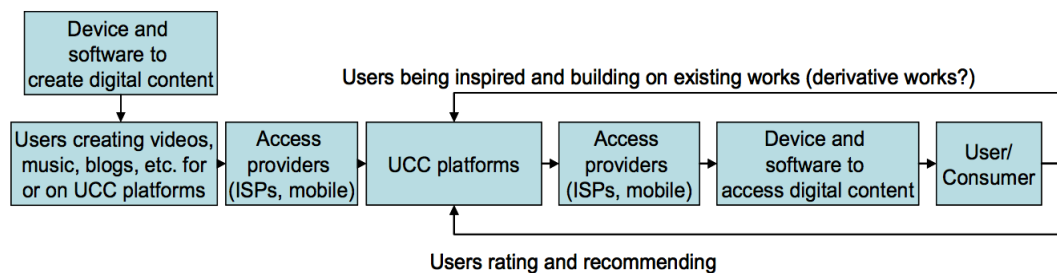 Device and
software to
create digital content
Users being inspired and building on existing works (derivative works?)
Users creating videos,
music, blogs, etc. for
or on UCC platforms
Access
providers
(ISPs, mobile)
UCC platforms
Access
providers
(ISPs, mobile)
Device and
software to
access digital content
User/
Consumer
Users rating and recommending